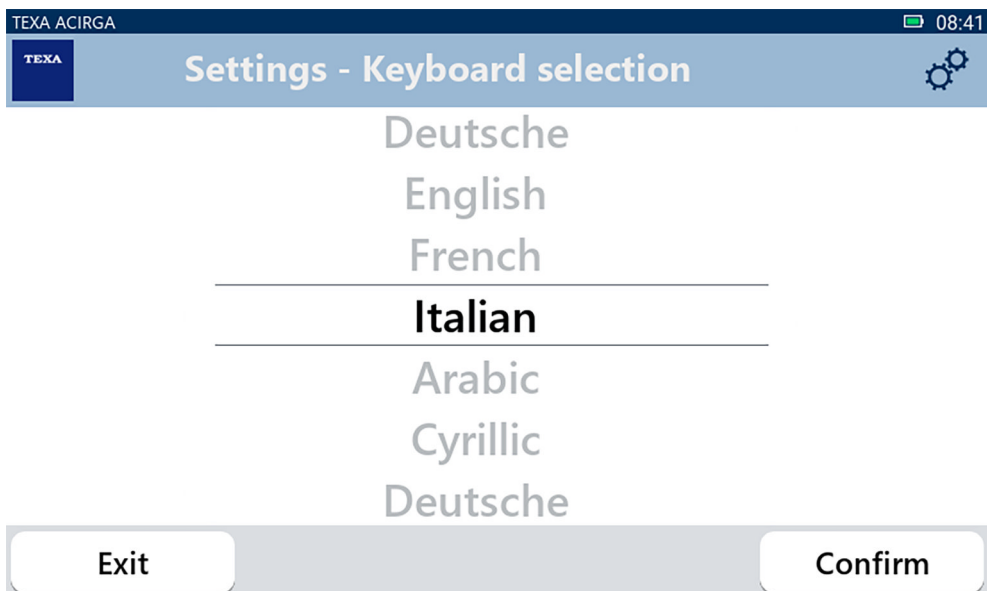 TEXA ACIRGA 08:41
TEXA Settings - Keyboard selection
Deutsche
English
French
Italian
Arabic
Cyrillic
Deutsche
Exit Confirm